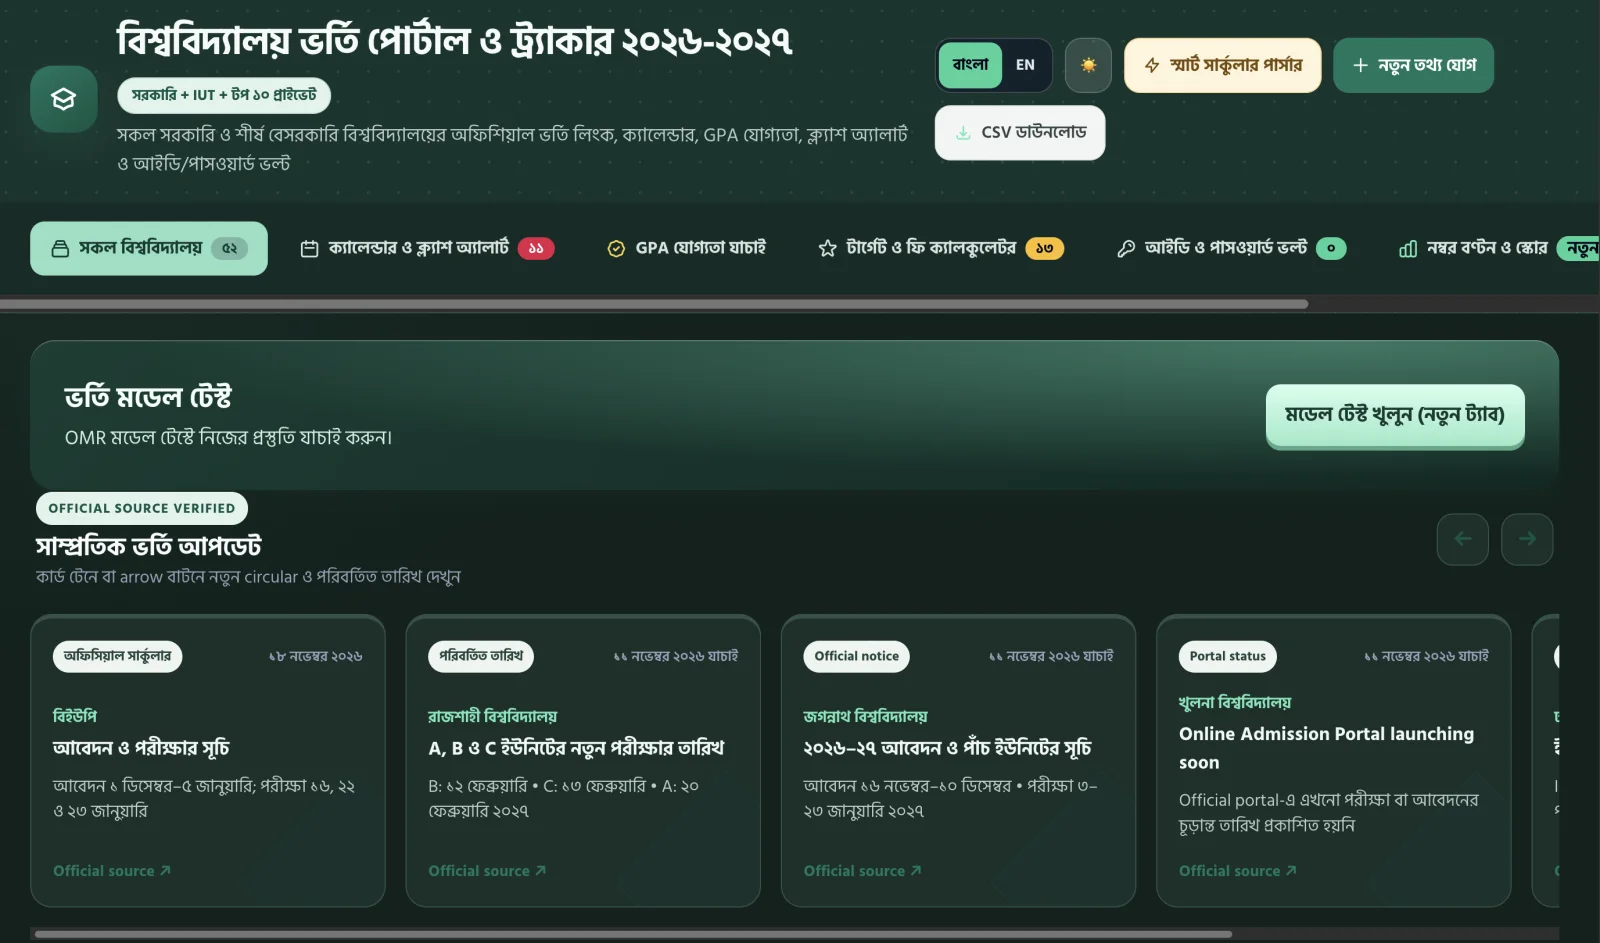 বিশ্ববিদ্যালয় ভর্তি পোর্টাল ও ট্র্যাকার ২০২৬-২০২৭
সরকারি + IUT + টপ ১০ প্রাইভেট
সকল সরকারি ও শীর্ষ বেসরকারি বিশ্ববিদ্যালয়ের অফিশিয়াল ভর্তি লিংক, ক্যালেন্ডার, GPA যোগ্যতা, ক্ল্যাশ অ্যালার্ট
ও আইডি/পাসওয়ার্ড ভল্ট
বাংলা EN
স্মার্ট সার্কুলার পার্সার
+ নতুন তথ্য যোগ
CSV ডাউনলোড
সকল বিশ্ববিদ্যালয় ৫২
ক্যালেন্ডার ও ক্ল্যাশ অ্যালার্ট ১১
GPA যোগ্যতা যাচাই
টার্গেট ও ফি ক্যালকুলেটর ১৩
আইডি ও পাসওয়ার্ড ভল্ট ০
নম্বর বণ্টন ও স্কোর নতুন
ভর্তি মডেল টেস্ট
OMR মডেল টেস্টে নিজের প্রস্তুতি যাচাই করুন।
মডেল টেস্ট খুলুন (নতুন ট্যাব)
OFFICIAL SOURCE VERIFIED
সাম্প্রতিক ভর্তি আপডেট
কার্ড টেনে বা arrow বাটনে নতুন circular ও পরিবর্তিত তারিখ দেখুন
← →
অফিসিয়াল সার্কুলার ১৮ নভেম্বর ২০২৬
বিইউপি
আবেদন ও পরীক্ষার সূচি
আবেদন ১ ডিসেম্বর–৫ জানুয়ারি; পরীক্ষা ১৬, ২২
ও ২৩ জানুয়ারি
Official source ↗
পরিবর্তিত তারিখ ১১ নভেম্বর ২০২৬ যাচাই
রাজশাহী বিশ্ববিদ্যালয়
A, B ও C ইউনিটের নতুন পরীক্ষার তারিখ
B: ১২ ফেব্রুয়ারি • C: ১৩ ফেব্রুয়ারি • A: ২০
ফেব্রুয়ারি ২০২৭
Official source ↗
Official notice ১১ নভেম্বর ২০২৬ যাচাই
জগন্নাথ বিশ্ববিদ্যালয়
২০২৬–২৭ আবেদন ও পাঁচ ইউনিটের সূচি
আবেদন ১৬ নভেম্বর–১০ ডিসেম্বর • পরীক্ষা ৩–
২৩ জানুয়ারি ২০২৭
Official source ↗
Portal status ১১ নভেম্বর ২০২৬ যাচাই
খুলনা বিশ্ববিদ্যালয়
Online Admission Portal launching
soon
Official portal-এ এখনো পরীক্ষা বা আবেদনের
চূড়ান্ত তারিখ প্রকাশিত হয়নি
Official source ↗